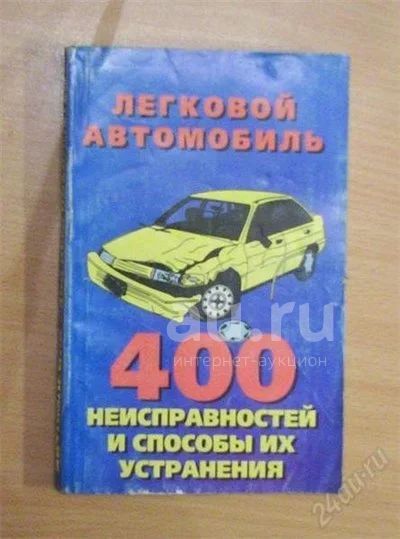 ЛЕГКОВОЙ
АВТОМОБИЛЬ
au.ru
интернет-аукцион
400
НЕИСПРАВНОСТЕЙ
И СПОСОБЫ ИХ
УСТРАНЕНИЯ
24au.ru